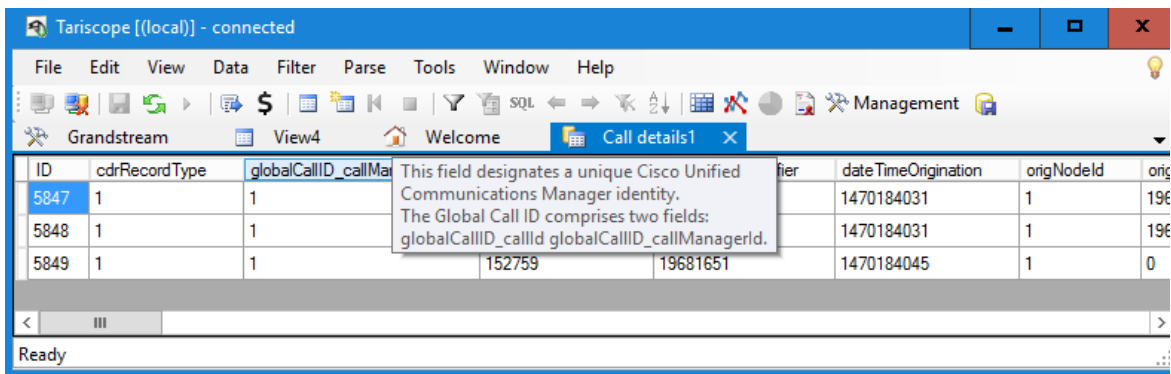 Tariscope [(local)] - connected
File Edit View Data Filter Parse Tools Window Help
SQL Management
Grandstream View4 Welcome Call details1
ID cdrRecordType dateTimeOrigination origNodeId
This field designates a unique Cisco Unified
Communications Manager identity.
The Global Call ID comprises two fields:
globalCallID_callId globalCallID_callManagerId.
5847 1 1 1470184031 1
5848 1 1 1470184031 1
5849 1 1 152759 19681651 1470184045 1 0
Ready